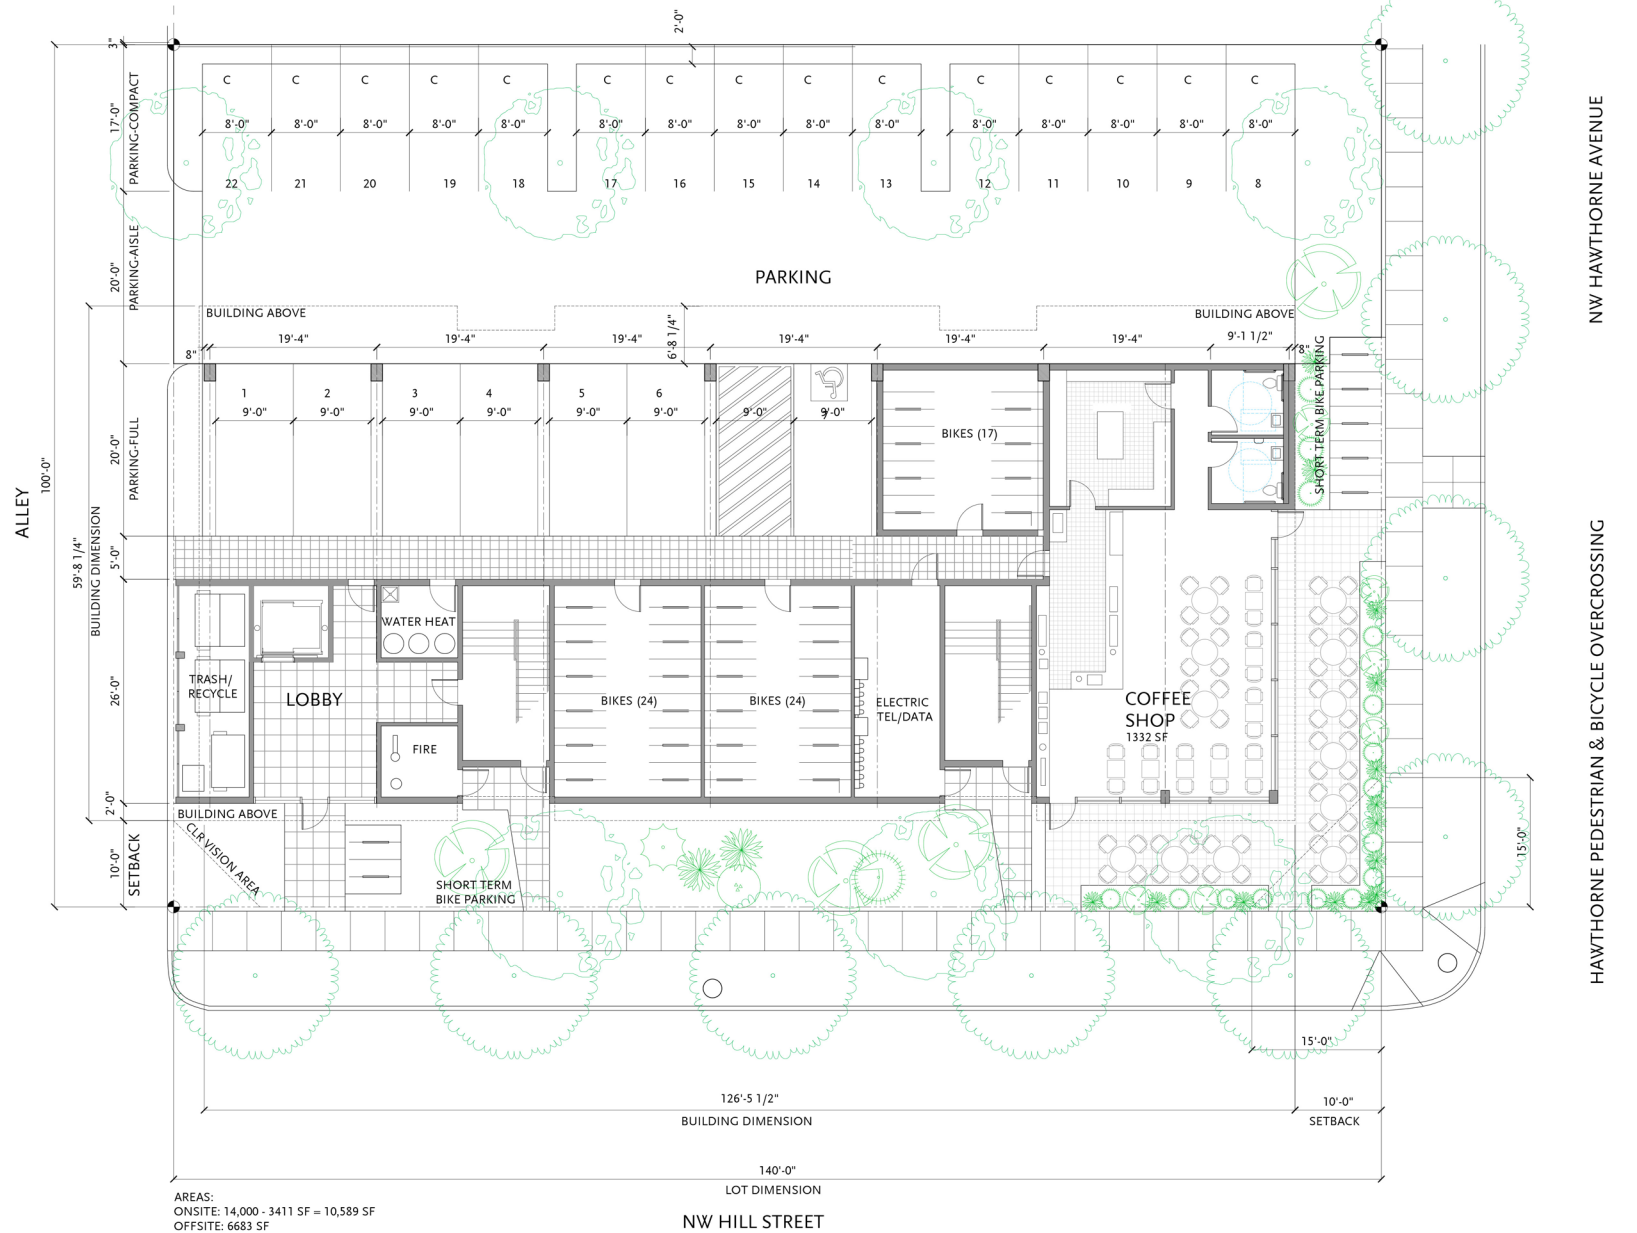 2'-0"
3"
C C C C C C C C C C C C C C C
17'-0"
PARKING-COMPACT
8'-0" 8'-0" 8'-0" 8'-0" 8'-0" 8'-0" 8'-0" 8'-0" 8'-0" 8'-0" 8'-0" 8'-0" 8'-0" 8'-0" 8'-0"
22 21 20 19 18 17 16 15 14 13 12 11 10 9 8
NW HAWTHORNE AVENUE
20'-0"
PARKING-AISLE
PARKING
BUILDING ABOVE
BUILDING ABOVE
8"
19'-4" 19'-4" 19'-4" 19'-4" 19'-4" 19'-4" 9'-1 1/2"
8"
6'-8 1/4"
1 2 3 4 5 6 7
9'-0" 9'-0" 9'-0" 9'-0" 9'-0" 9'-0" 9'-0" 9'-0"
BIKES (17)
SHORT TERM BIKE PARKING
20'-0"
PARKING-FULL
100'-0"
ALLEY
59'-8 1/4"
BUILDING DIMENSION
5'-0"
WATER HEAT
TRASH/
RECYCLE
LOBBY
BIKES (24)
BIKES (24)
ELECTRIC
TEL/DATA
COFFEE
SHOP
1332 SF
26'-0"
FIRE
HAWTHORNE PEDESTRIAN & BICYCLE OVERCROSSING
2'-0"
BUILDING ABOVE
CLR VISION AREA
10'-0"
SETBACK
SHORT TERM
BIKE PARKING
15'-0"
15'-0"
126'-5 1/2"
BUILDING DIMENSION
10'-0"
SETBACK
140'-0"
LOT DIMENSION
AREAS:
ONSITE: 14,000 - 3411 SF = 10,589 SF
OFFSITE: 6683 SF
NW HILL STREET